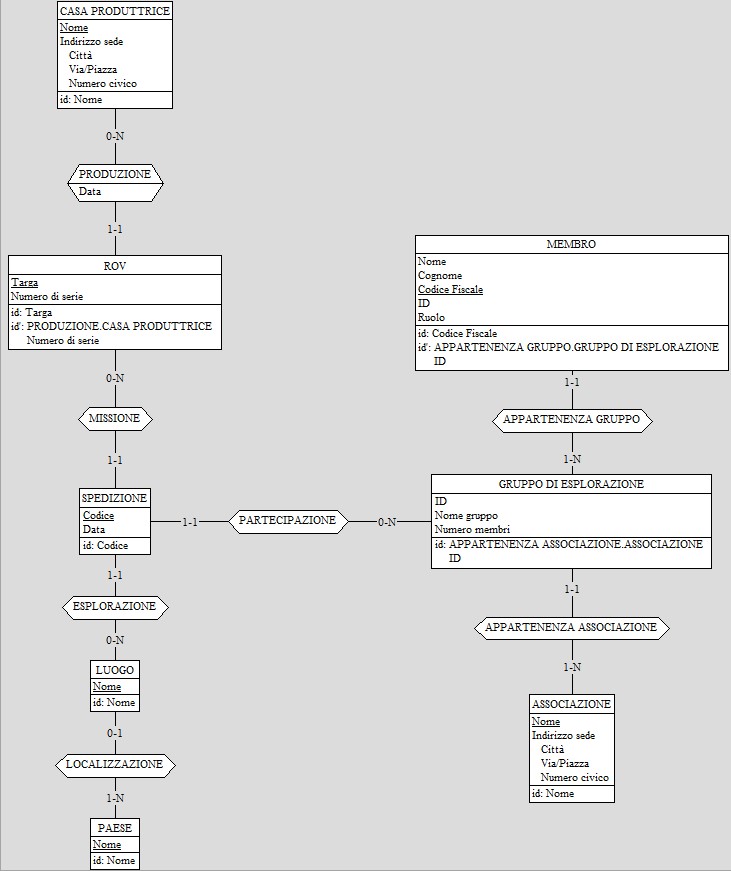 CASA PRODUTTRICE
Nome
Indirizzo sede
Città
Via/Piazza
Numero civico
id: Nome
0-N
PRODUZIONE
Data
1-1
ROV
Targa
Numero di serie
id: Targa
id': PRODUZIONE.CASA PRODUTTRICE
Numero di serie
0-N
MISSIONE
1-1
SPEDIZIONE
Codice
Data
id: Codice
1-1
PARTECIPAZIONE
0-N
1-1
ESPLORAZIONE
0-N
LUOGO
Nome
id: Nome
0-1
LOCALIZZAZIONE
1-N
PAESE
Nome
id: Nome
MEMBRO
Nome
Cognome
Codice Fiscale
ID
Ruolo
id: Codice Fiscale
id': APPARTENENZA GRUPPO.GRUPPO DI ESPLORAZIONE
ID
1-1
APPARTENENZA GRUPPO
1-N
GRUPPO DI ESPLORAZIONE
ID
Nome gruppo
Numero membri
id: APPARTENENZA ASSOCIAZIONE.ASSOCIAZIONE
ID
1-1
APPARTENENZA ASSOCIAZIONE
1-N
ASSOCIAZIONE
Nome
Indirizzo sede
Città
Via/Piazza
Numero civico
id: Nome